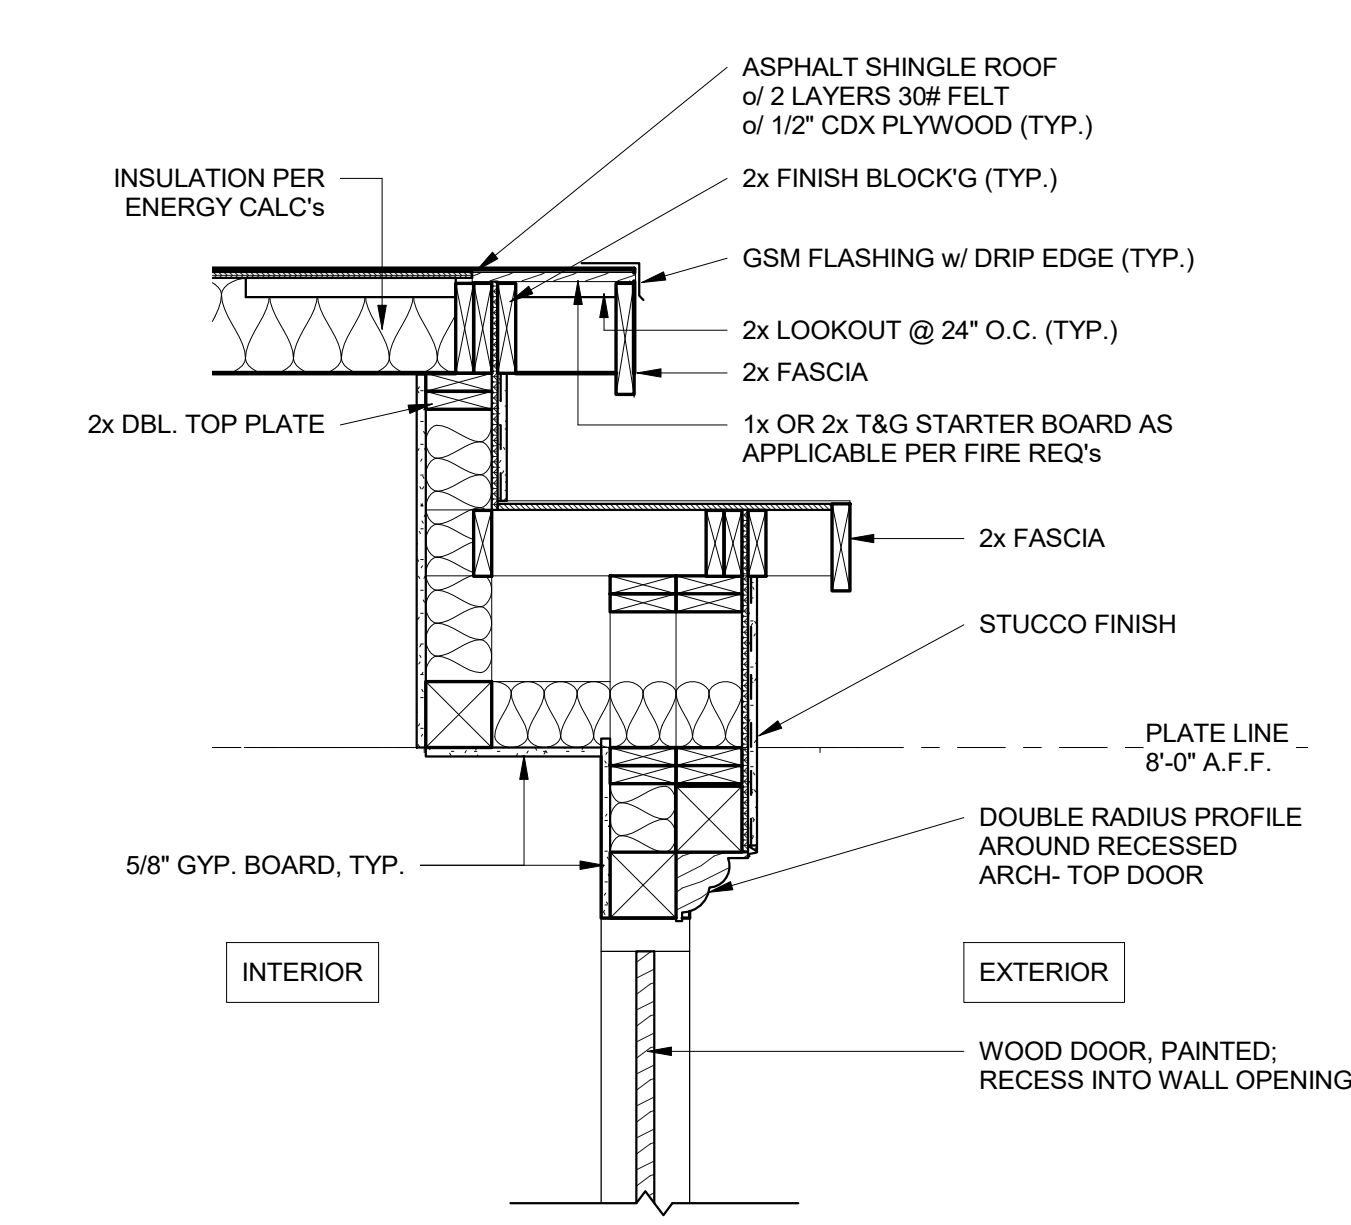 ASPHALT SHINGLE ROOF
o/ 2 LAYERS 30# FELT
o/ 1/2" CDX PLYWOOD (TYP.)
INSULATION PER
ENERGY CALC's
2x FINISH BLOCK'G (TYP.)
GSM FLASHING w/ DRIP EDGE (TYP.)
2x LOOKOUT @ 24" O.C. (TYP.)
2x FASCIA
2x DBL. TOP PLATE
1x OR 2x T&G STARTER BOARD AS
APPLICABLE PER FIRE REQ's
2x FASCIA
STUCCO FINISH
PLATE LINE
8'-0" A.F.F.
DOUBLE RADIUS PROFILE
AROUND RECESSED
ARCH- TOP DOOR
5/8" GYP. BOARD, TYP.
INTERIOR
EXTERIOR
WOOD DOOR, PAINTED;
RECESS INTO WALL OPENING